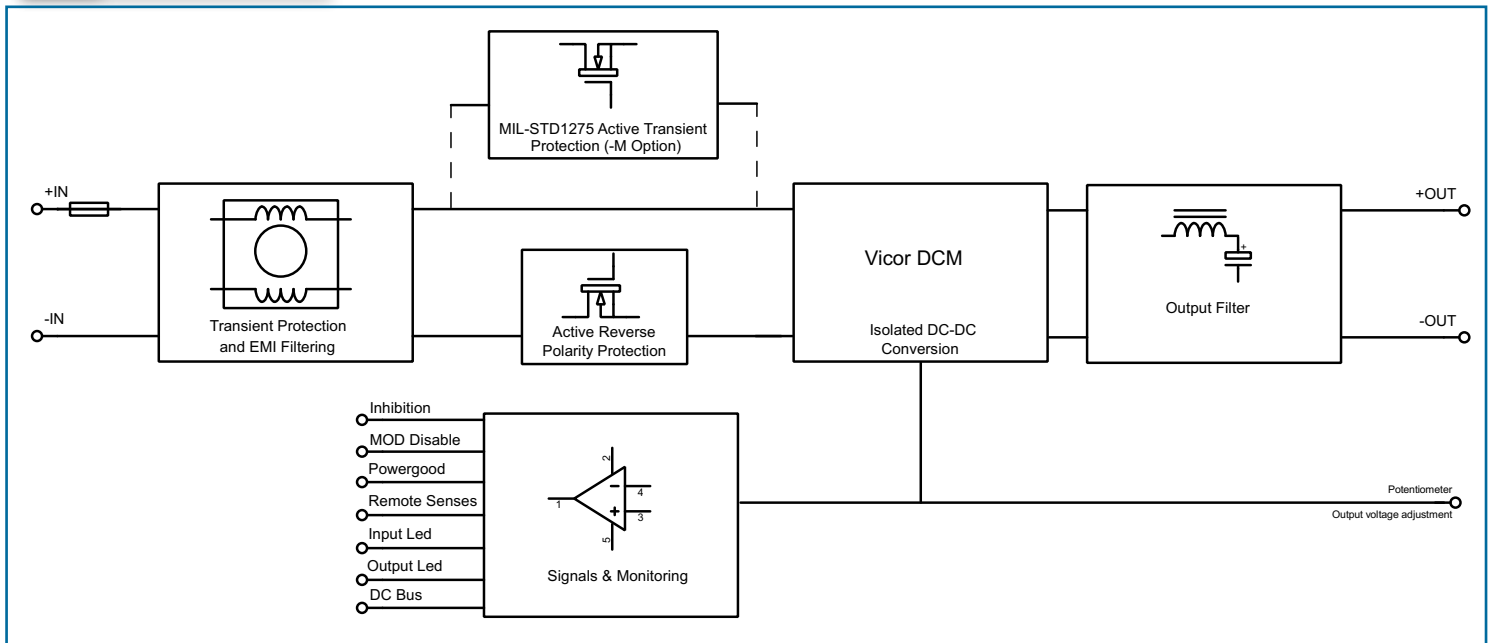 MIL-STD1275 Active Transient
Protection (-M Option)
+IN
-IN
Transient Protection
and EMI Filtering
Active Reverse
Polarity Protection
Vicor DCM
Isolated DC-DC
Conversion
Output Filter
+
+OUT
-OUT
Inhibition
MOD Disable
Powergood
Remote Senses
Input Led
Output Led
DC Bus
2
1
4
3
5
Signals & Monitoring
Potentiometer
Output voltage adjustment